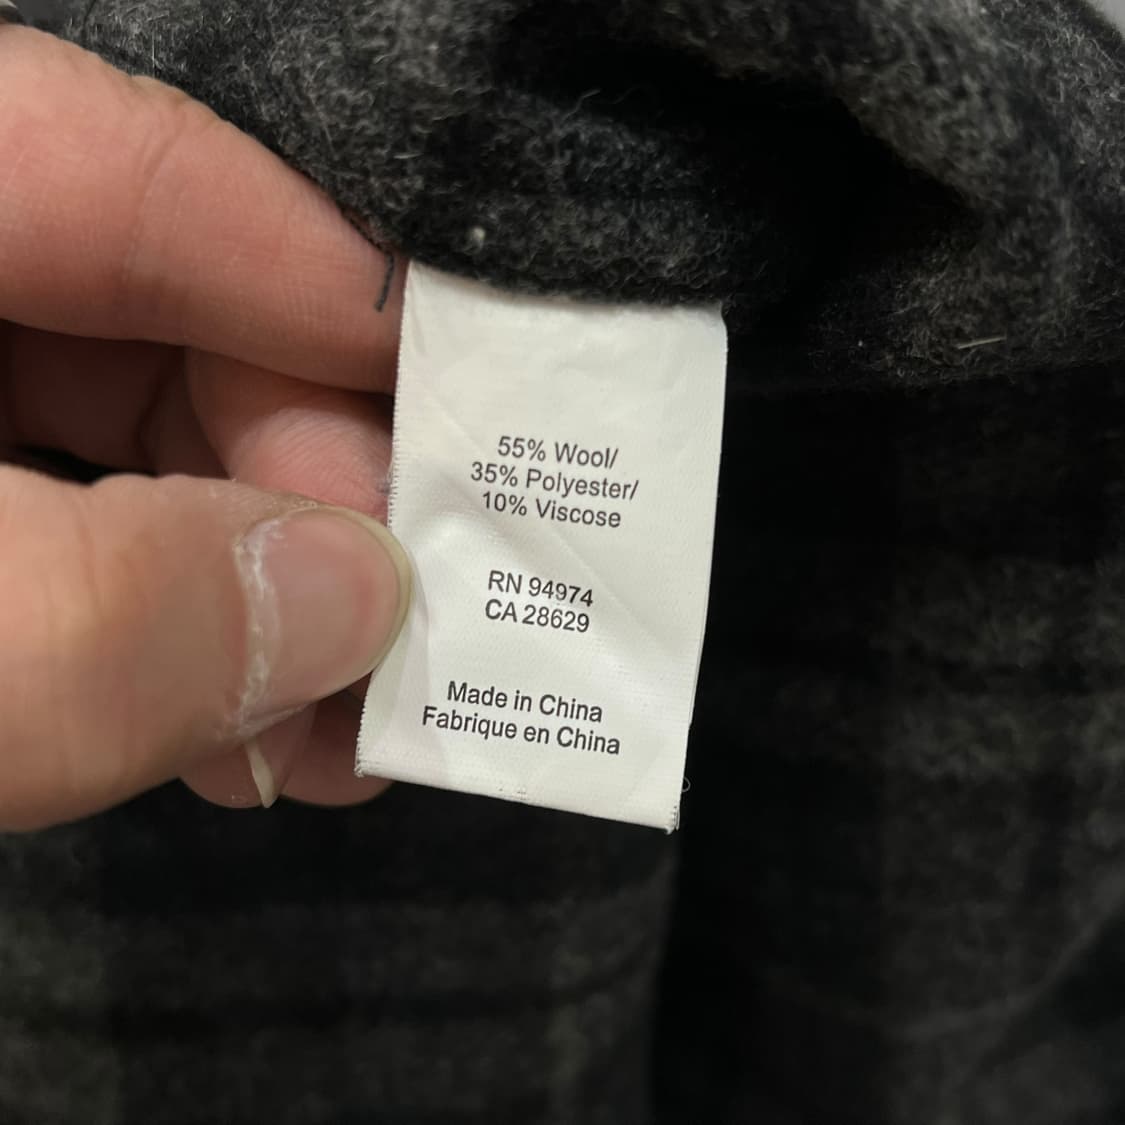 55% Wool/
35% Polyester/
10% Viscose
RN 94974
CA 28629
Made in China
Fabrique en China